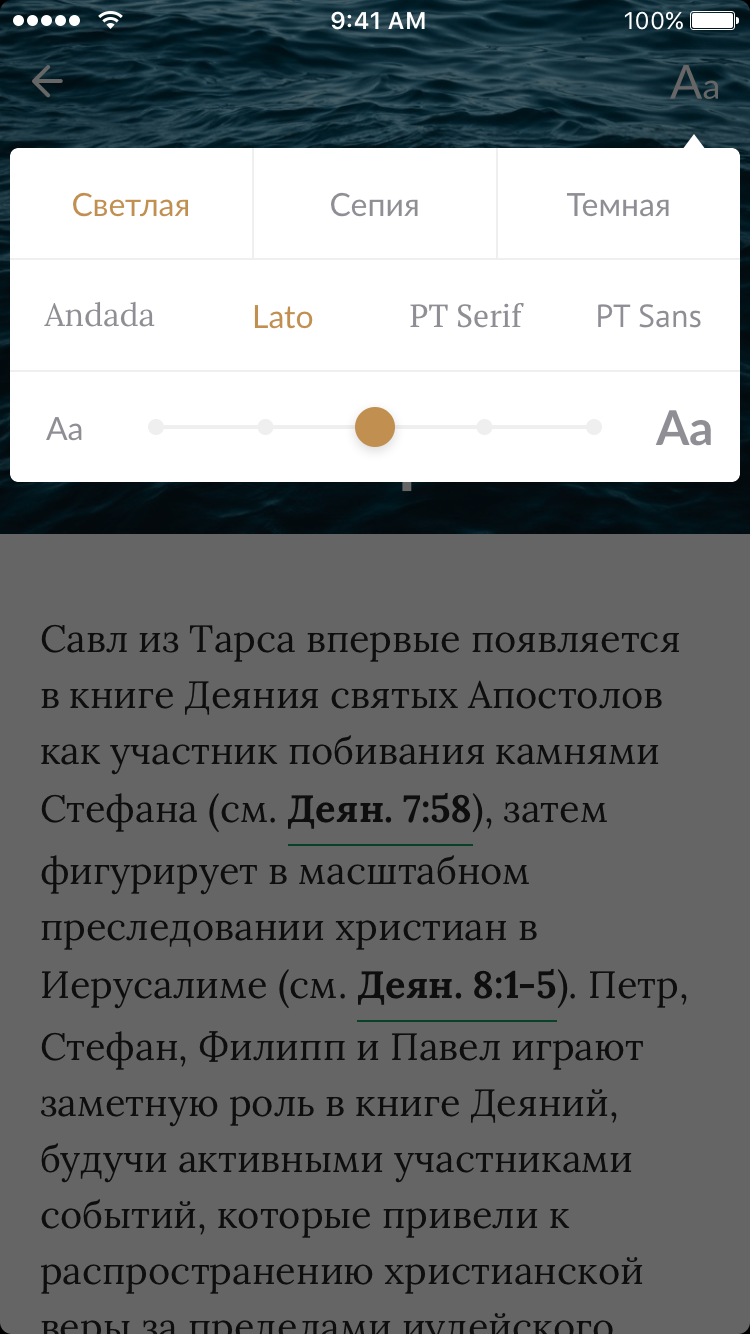 9:41 AM 100%
Aa
Светлая Сепия Темная
Andada Lato PT Serif PT Sans
Aa Aa
Савл из Тарса впервые появляется
в книге Деяния святых Апостолов
как участник побивания камнями
Стефана (см. Деян. 7:58), затем
фигурирует в масштабном
преследовании христиан в
Иерусалиме (см. Деян. 8:1-5). Петр,
Стефан, Филипп и Павел играют
заметную роль в книге Деяний,
будучи активными участниками
событий, которые привели к
распространению христианской
веры за пределами иудейского